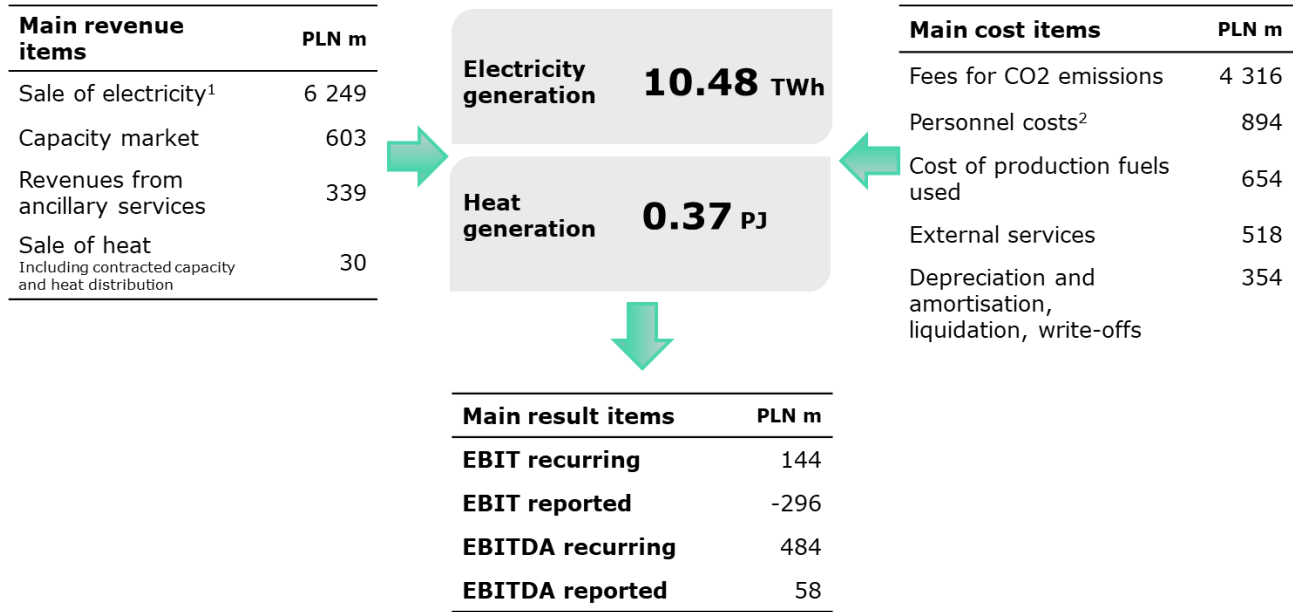 Main revenue
items PLN m
Sale of electricity¹ 6 249
Capacity market 603
Revenues from
ancillary services 339
Sale of heat
Including contracted capacity
and heat distribution 30
Electricity
generation 10.48 TWh
Heat
generation 0.37 PJ
Main cost items PLN m
Fees for CO2 emissions 4 316
Personnel costs² 894
Cost of production fuels
used 654
External services 518
Depreciation and 354
amortisation,
liquidation, write-offs
Main result items PLN m
EBIT recurring 144
EBIT reported -296
EBITDA recurring 484
EBITDA reported 58